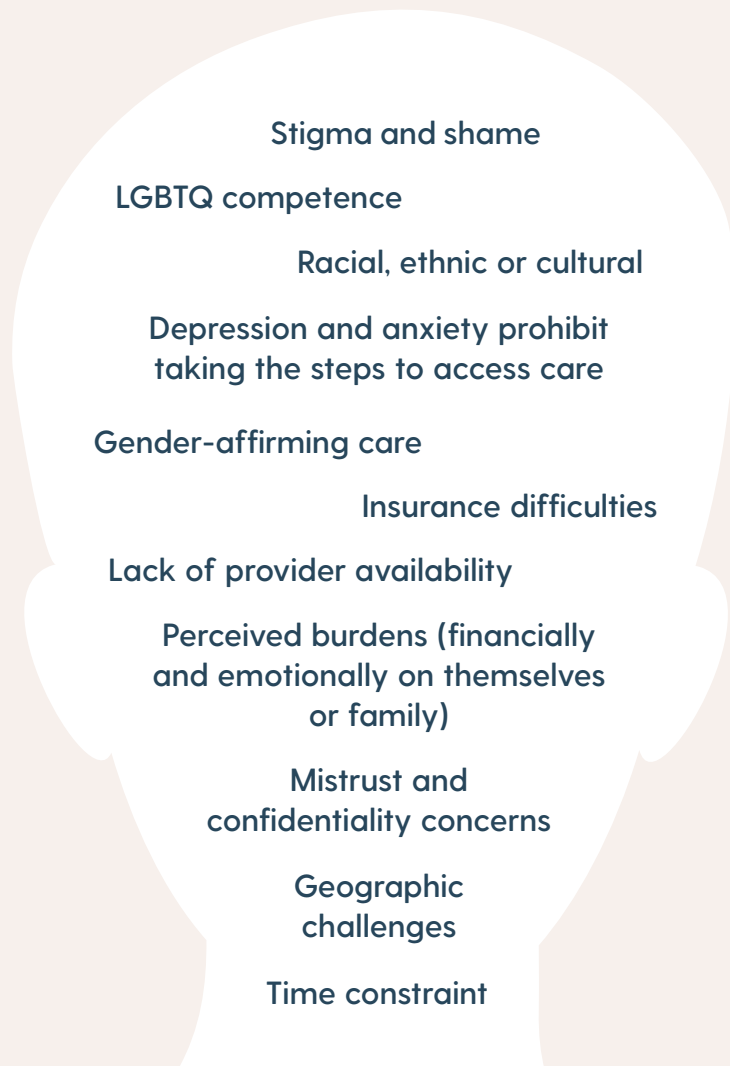 Stigma and shame
LGBTQ competence
Racial, ethnic or cultural
Depression and anxiety prohibit
taking the steps to access care
Gender-affirming care
Insurance difficulties
Lack of provider availability
Perceived burdens (financially
and emotionally on themselves
or family)
Mistrust and
confidentiality concerns
Geographic
challenges
Time constraint